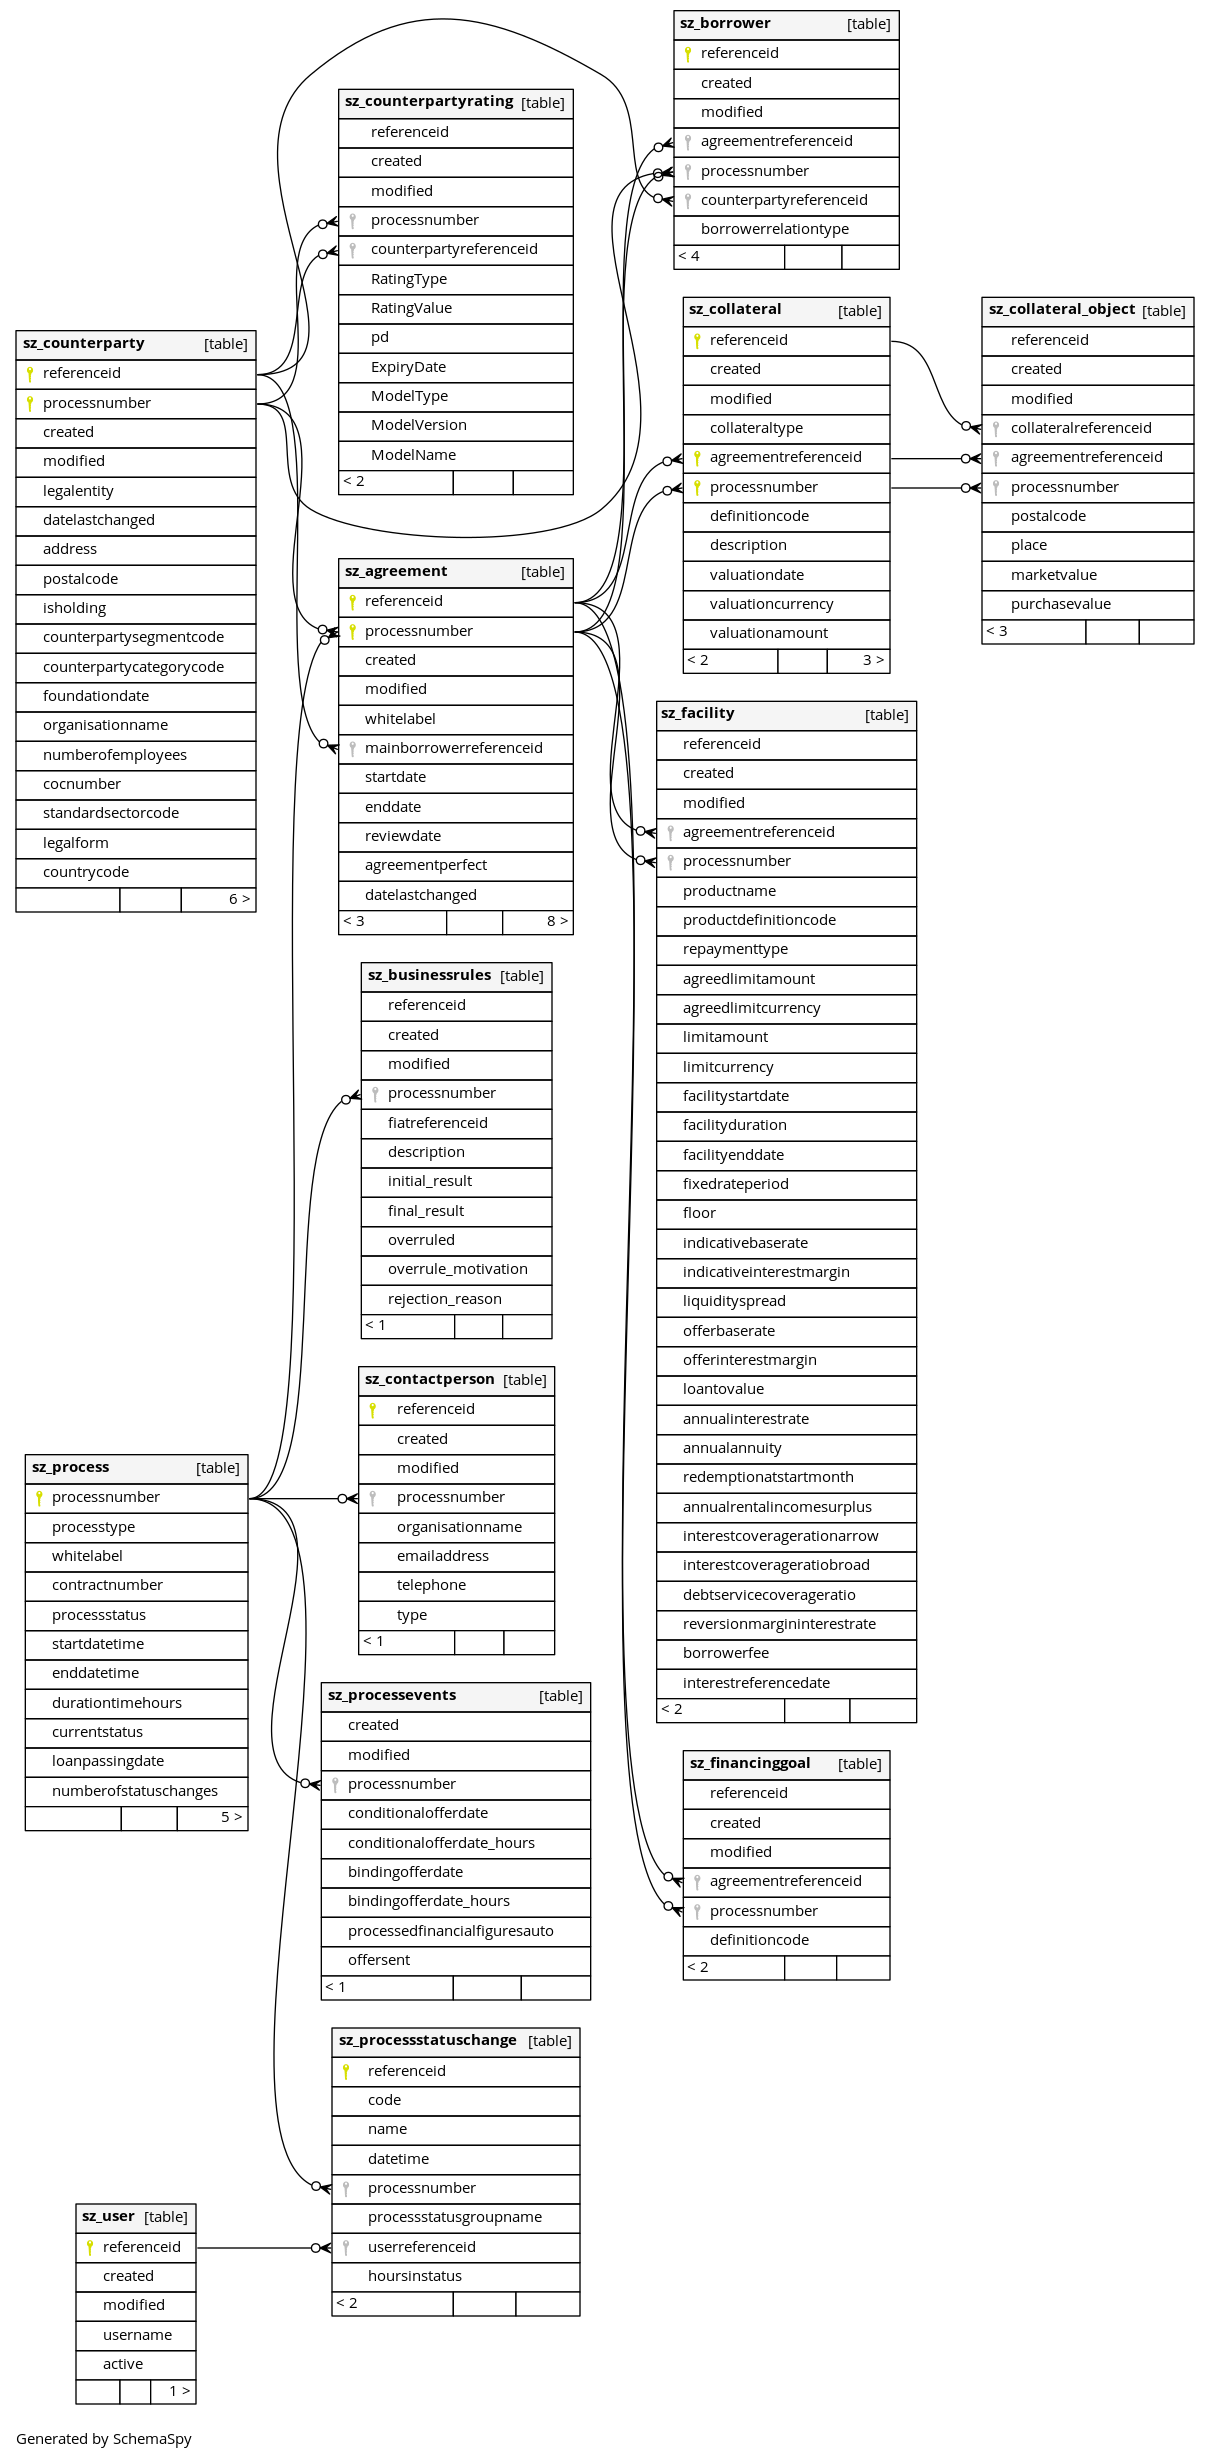 sz_borrower [table]
referenceid
created
modified
agreementreferenceid
processnumber
counterpartyreferenceid
borrowerrelationtype
< 4
sz_counterpartyrating [table]
referenceid
created
modified
processnumber
counterpartyreferenceid
RatingType
RatingValue
pd
ExpiryDate
ModelType
ModelVersion
ModelName
< 2
sz_collateral [table]
referenceid
created
modified
collateraltype
agreementreferenceid
processnumber
definitioncode
description
valuationdate
valuationcurrency
valuationamount
< 2 3 >
sz_collateral_object [table]
referenceid
created
modified
collateralreferenceid
agreementreferenceid
processnumber
postalcode
place
marketvalue
purchasevalue
< 3
sz_counterparty [table]
referenceid
processnumber
created
modified
legalentity
datelastchanged
address
postalcode
isholding
counterpartysegmentcode
counterpartycategorycode
foundationdate
organisationname
numberofemployees
cocnumber
standardsectorcode
legalform
countrycode
6 >
sz_agreement [table]
referenceid
processnumber
created
modified
whitelabel
mainborrowerreferenceid
startdate
enddate
reviewdate
agreementperfect
datelastchanged
< 3 8 >
sz_facility [table]
referenceid
created
modified
agreementreferenceid
processnumber
productname
productdefinitioncode
repaymenttype
agreedlimitamount
agreedlimitcurrency
limitamount
limitcurrency
facilitystartdate
facilityduration
facilityenddate
fixedrateperiod
floor
indicativebaserate
indicativeinterestmargin
liquidityspread
offerbaserate
offerinterestmargin
loantovalue
annualinterestrate
annualannuity
redemptionatstartmonth
annualrentalincomesurplus
interestcoveragerationarrow
interestcoverageratiobroad
debtservicecoverageratio
reversionmargininterestrate
borrowerfee
interestreferencedate
< 2
sz_businessrules [table]
referenceid
created
modified
processnumber
fiatreferenceid
description
initial_result
final_result
overruled
overrule_motivation
rejection_reason
< 1
sz_contactperson [table]
referenceid
created
modified
processnumber
organisationname
emailaddress
telephone
type
< 1
sz_process [table]
processnumber
processtype
whitelabel
contractnumber
processstatus
startdatetime
enddatetime
durationtimehours
currentstatus
loanpassingdate
numberofstatuschanges
5 >
sz_processevents [table]
created
modified
processnumber
conditionalofferdate
conditionalofferdate_hours
bindingofferdate
bindingofferdate_hours
processedfinancialfiguresauto
offersent
< 1
sz_financinggoal [table]
referenceid
created
modified
agreementreferenceid
processnumber
definitioncode
< 2
sz_processstatuschange [table]
referenceid
code
name
datetime
processnumber
processstatusgroupname
userreferenceid
hoursinstatus
< 2
sz_user [table]
referenceid
created
modified
username
active
1 >
Generated by SchemaSpy